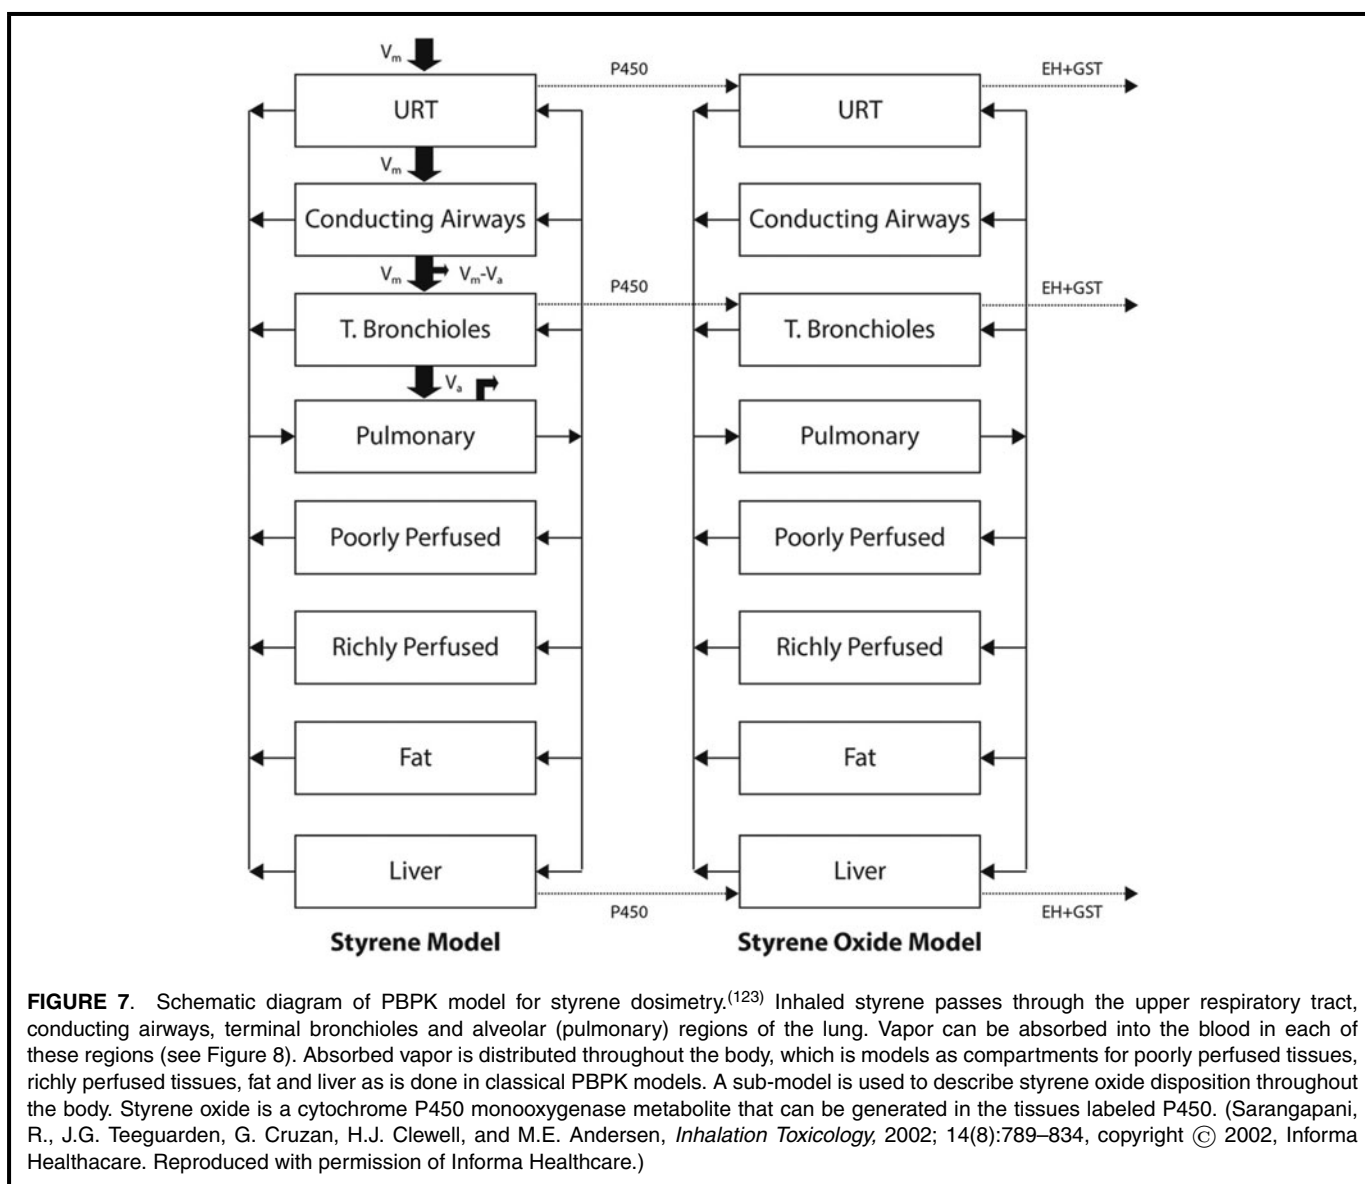 Vm
P450
EH+GST
URT
URT
Vm
Conducting Airways
Conducting Airways
Vm
Vm-Va
P450
EH+GST
T. Bronchioles
T. Bronchioles
Va
Pulmonary
Pulmonary
Poorly Perfused
Poorly Perfused
Richly Perfused
Richly Perfused
Fat
Fat
Liver
Liver
P450
EH+GST
Styrene Model
Styrene Oxide Model
FIGURE 7. Schematic diagram of PBPK model for styrene dosimetry.(123) Inhaled styrene passes through the upper respiratory tract,
conducting airways, terminal bronchioles and alveolar (pulmonary) regions of the lung. Vapor can be absorbed into the blood in each of
these regions (see Figure 8). Absorbed vapor is distributed throughout the body, which is models as compartments for poorly perfused tissues,
richly perfused tissues, fat and liver as is done in classical PBPK models. A sub-model is used to describe styrene oxide disposition throughout
the body. Styrene oxide is a cytochrome P450 monooxygenase metabolite that can be generated in the tissues labeled P450. (Sarangapani,
R., J.G. Teeguarden, G. Cruzan, H.J. Clewell, and M.E. Andersen, Inhalation Toxicology, 2002; 14(8):789–834, copyright © 2002, Informa
Healthacare. Reproduced with permission of Informa Healthcare.)